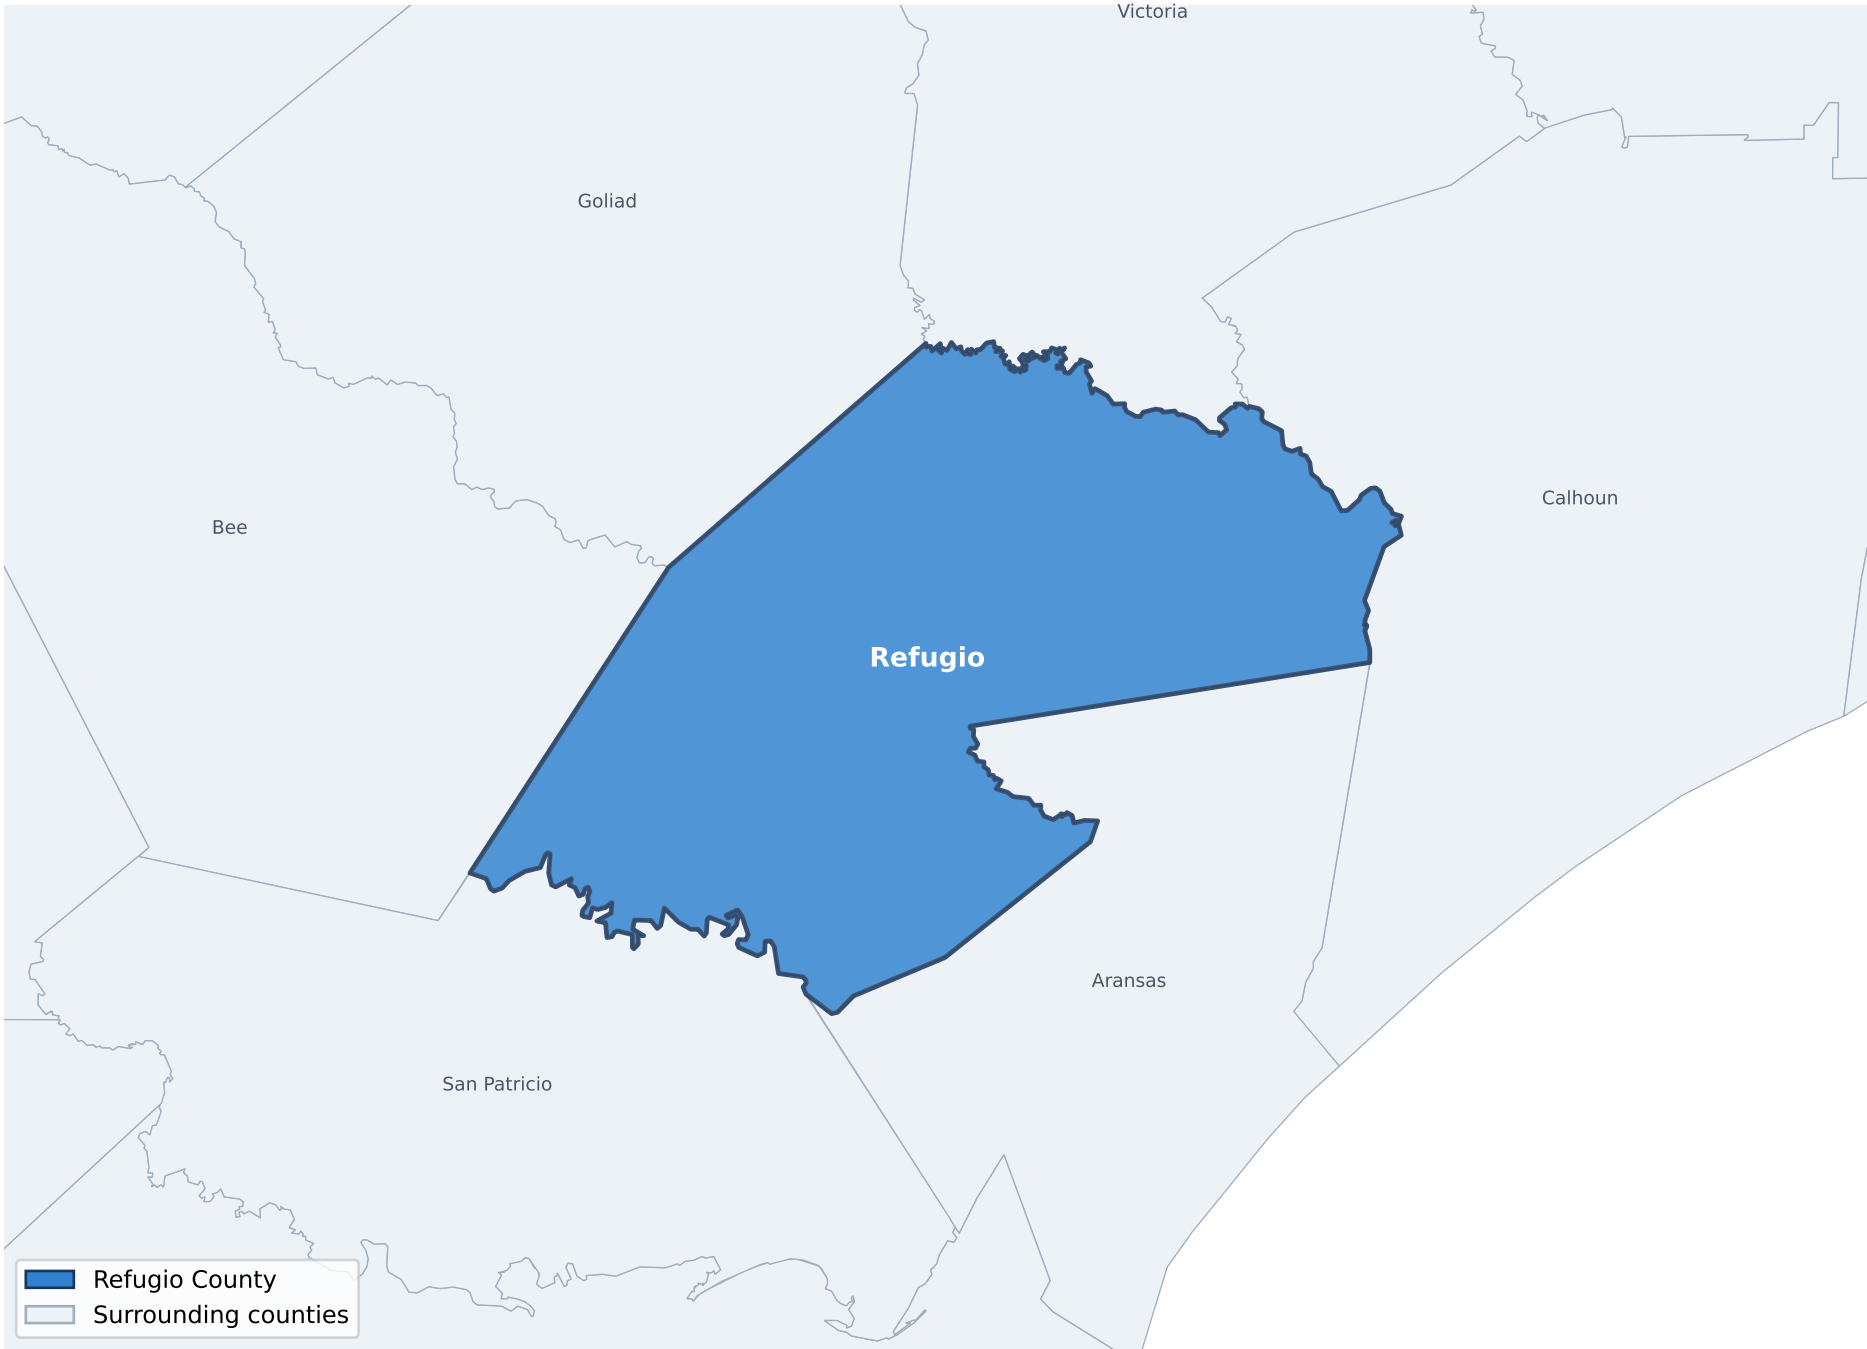 Victoria
Goliad
Calhoun
Bee
Refugio
Aransas
San Patricio
Refugio County
Surrounding counties